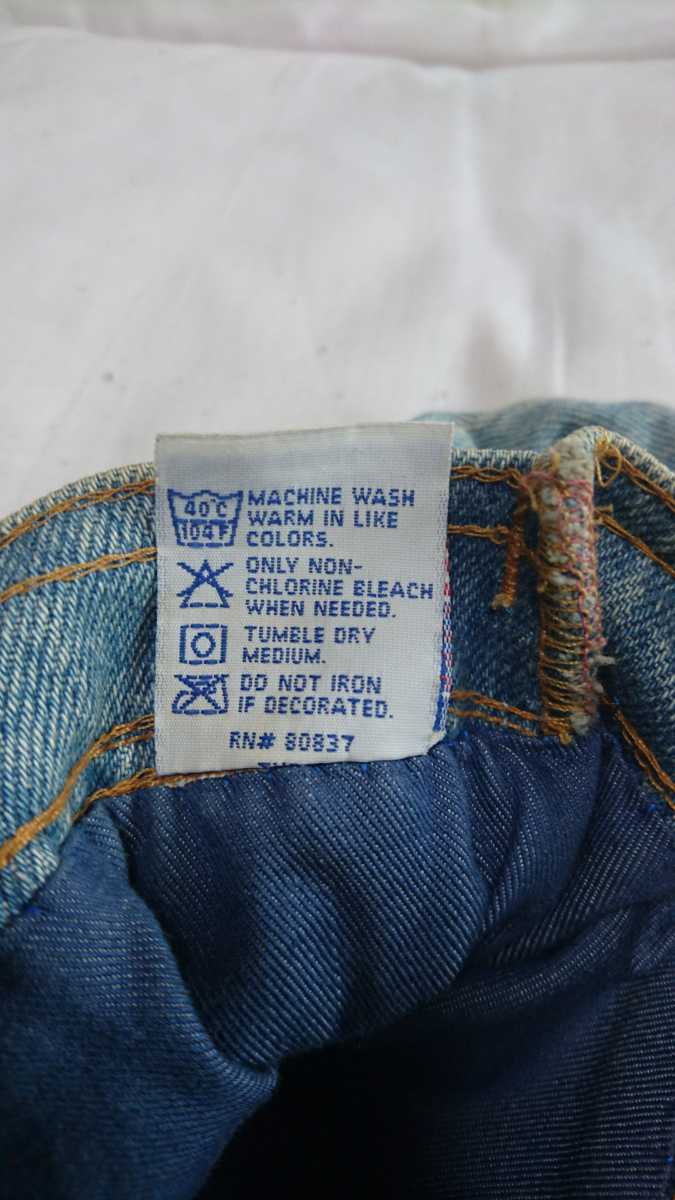 40°C MACHINE WASH
104°F WARM IN LIKE
COLORS.
ONLY NON-
CHLORINE BLEACH
WHEN NEEDED.
TUMBLE DRY
MEDIUM.
DO NOT IRON
IF DECORATED.
RN# 80837